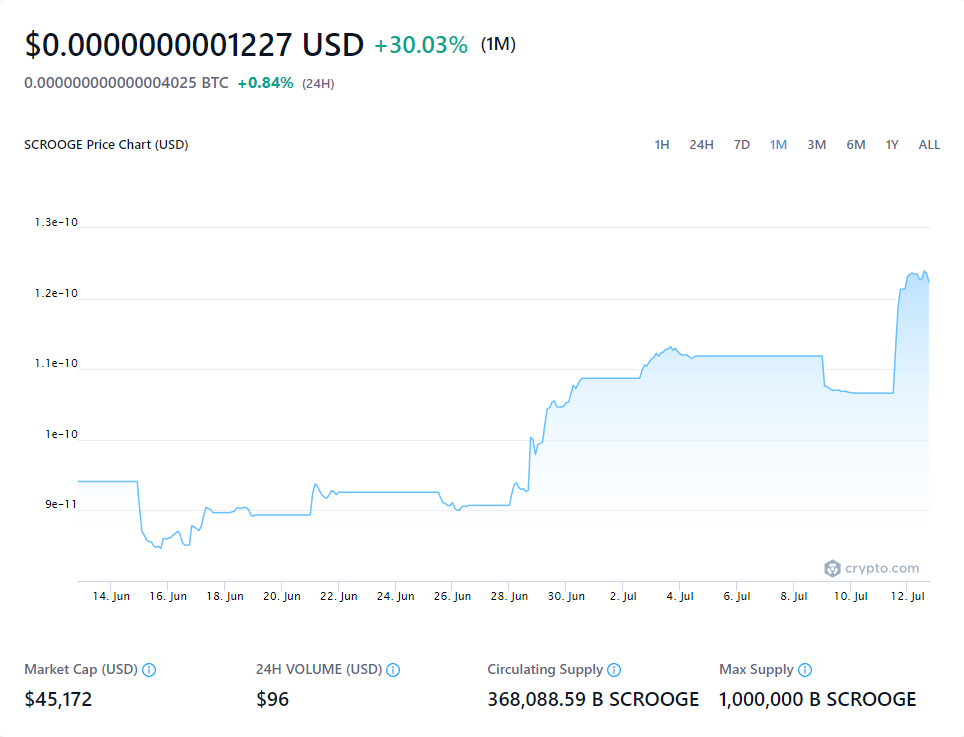 $0.0000000001227 USD +30.03% (1M)
0.000000000000004025 BTC +0.84% (24H)
SCROOGE Price Chart (USD) 1H 24H 7D 1M 3M 6M 1Y ALL
1.3e-10
1.2e-10
1.1e-10
1e-10
9e-11
crypto.com
14. Jun 16. Jun 18. Jun 20. Jun 22. Jun 24. Jun 26. Jun 28. Jun 30. Jun 2. Jul 4. Jul 6. Jul 8. Jul 10. Jul 12. Jul
Market Cap (USD) 24H VOLUME (USD) Circulating Supply Max Supply
$45,172 $96 368,088.59 B SCROOGE 1,000,000 B SCROOGE